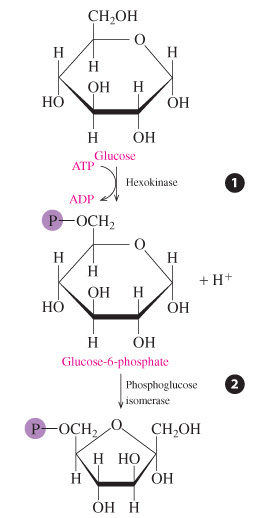 CH₂OH
O
H
H
H
OH
H
HO
OH
H
OH
Glucose
ATP
Hexokinase
1
ADP
P—OCH₂
O
H
H
H
+ H⁺
OH
H
HO
OH
H
OH
Glucose-6-phosphate
Phosphoglucose
isomerase
2
P—OCH₂
O
CH₂OH
H
HO
H
OH
OH
H